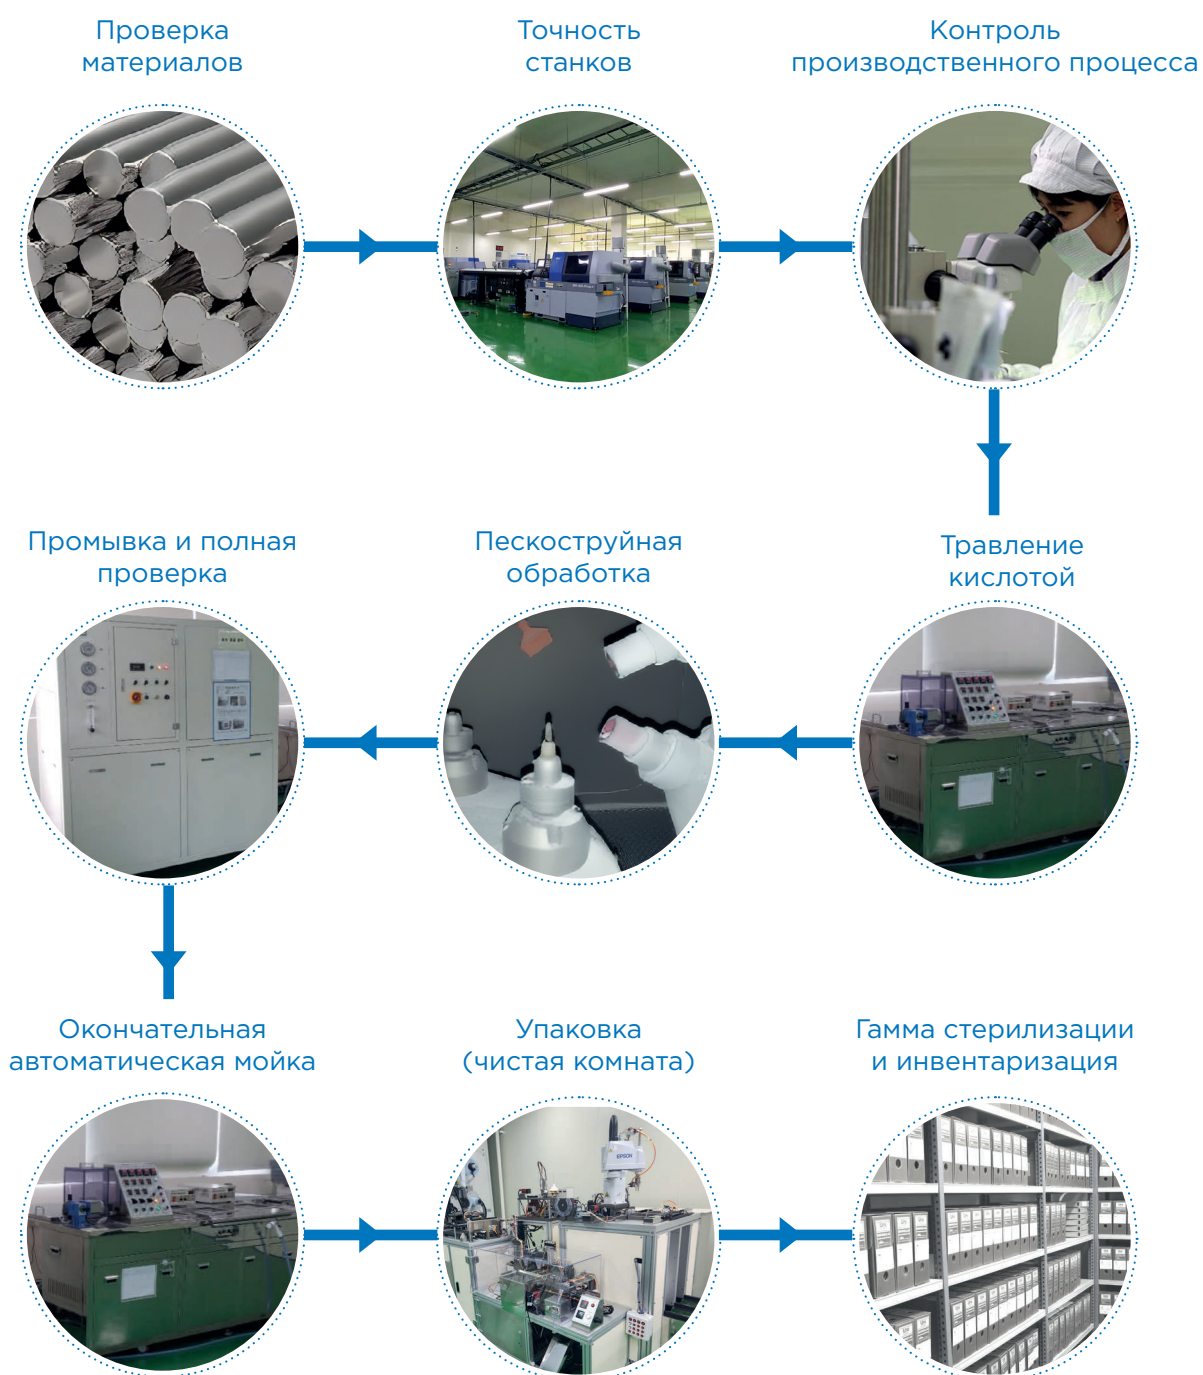 Проверка
материалов
Точность
станков
Контроль
производственного процесса
Травление
кислотой
Пескоструйная
обработка
Промывка и полная
проверка
Окончательная
автоматическая мойка
Упаковка
(чистая комната)
EPSON
Гамма стерилизации
и инвентаризация